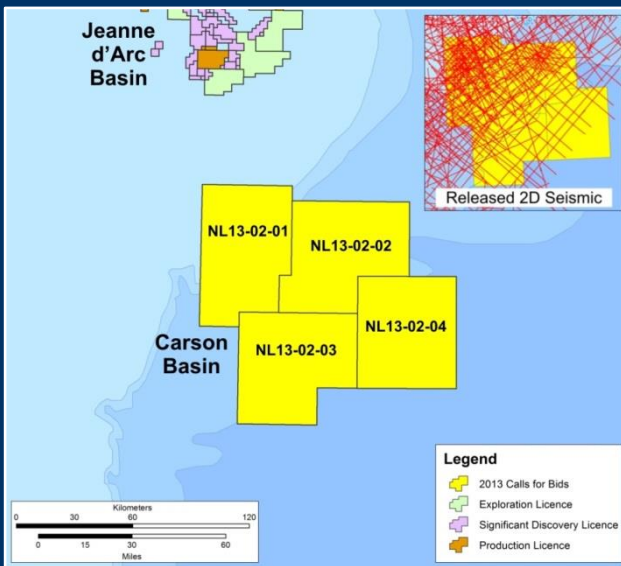 Jeanne
d'Arc
Basin
Released 2D Seismic
NL13-02-01
NL13-02-02
NL13-02-04
NL13-02-03
Carson
Basin
Legend
2013 Calls for Bids
Exploration Licence
Significant Discovery Licence
Production Licence
Kilometers
0 30 60 120
0 15 30 60
Miles